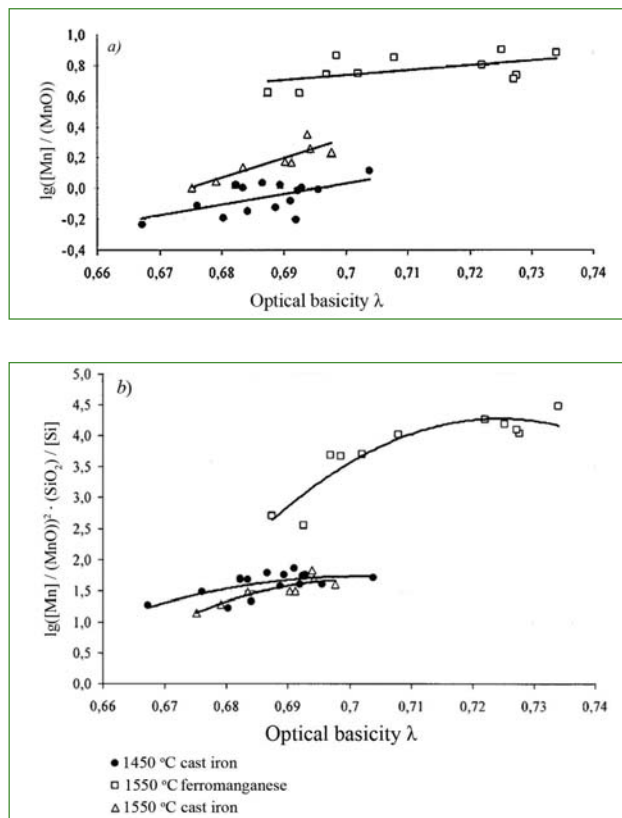 a)
lg([Mn] / (MnO))
1,0
0,8
0,6
0,4
0,2
0,0
-0,2
-0,4
0,66 0,67 0,68 0,69 0,7 0,71 0,72 0,73 0,74
Optical basicity λ
b)
lg([Mn] / (MnO))² · (SiO₂) / [Si]
5,0
4,5
4,0
3,5
3,0
2,5
2,0
1,5
1,0
0,5
0,0
0,66 0,67 0,68 0,69 0,7 0,71 0,72 0,73 0,74
Optical basicity λ
1450 °C cast iron
1550 °C ferromanganese
1550 °C cast iron